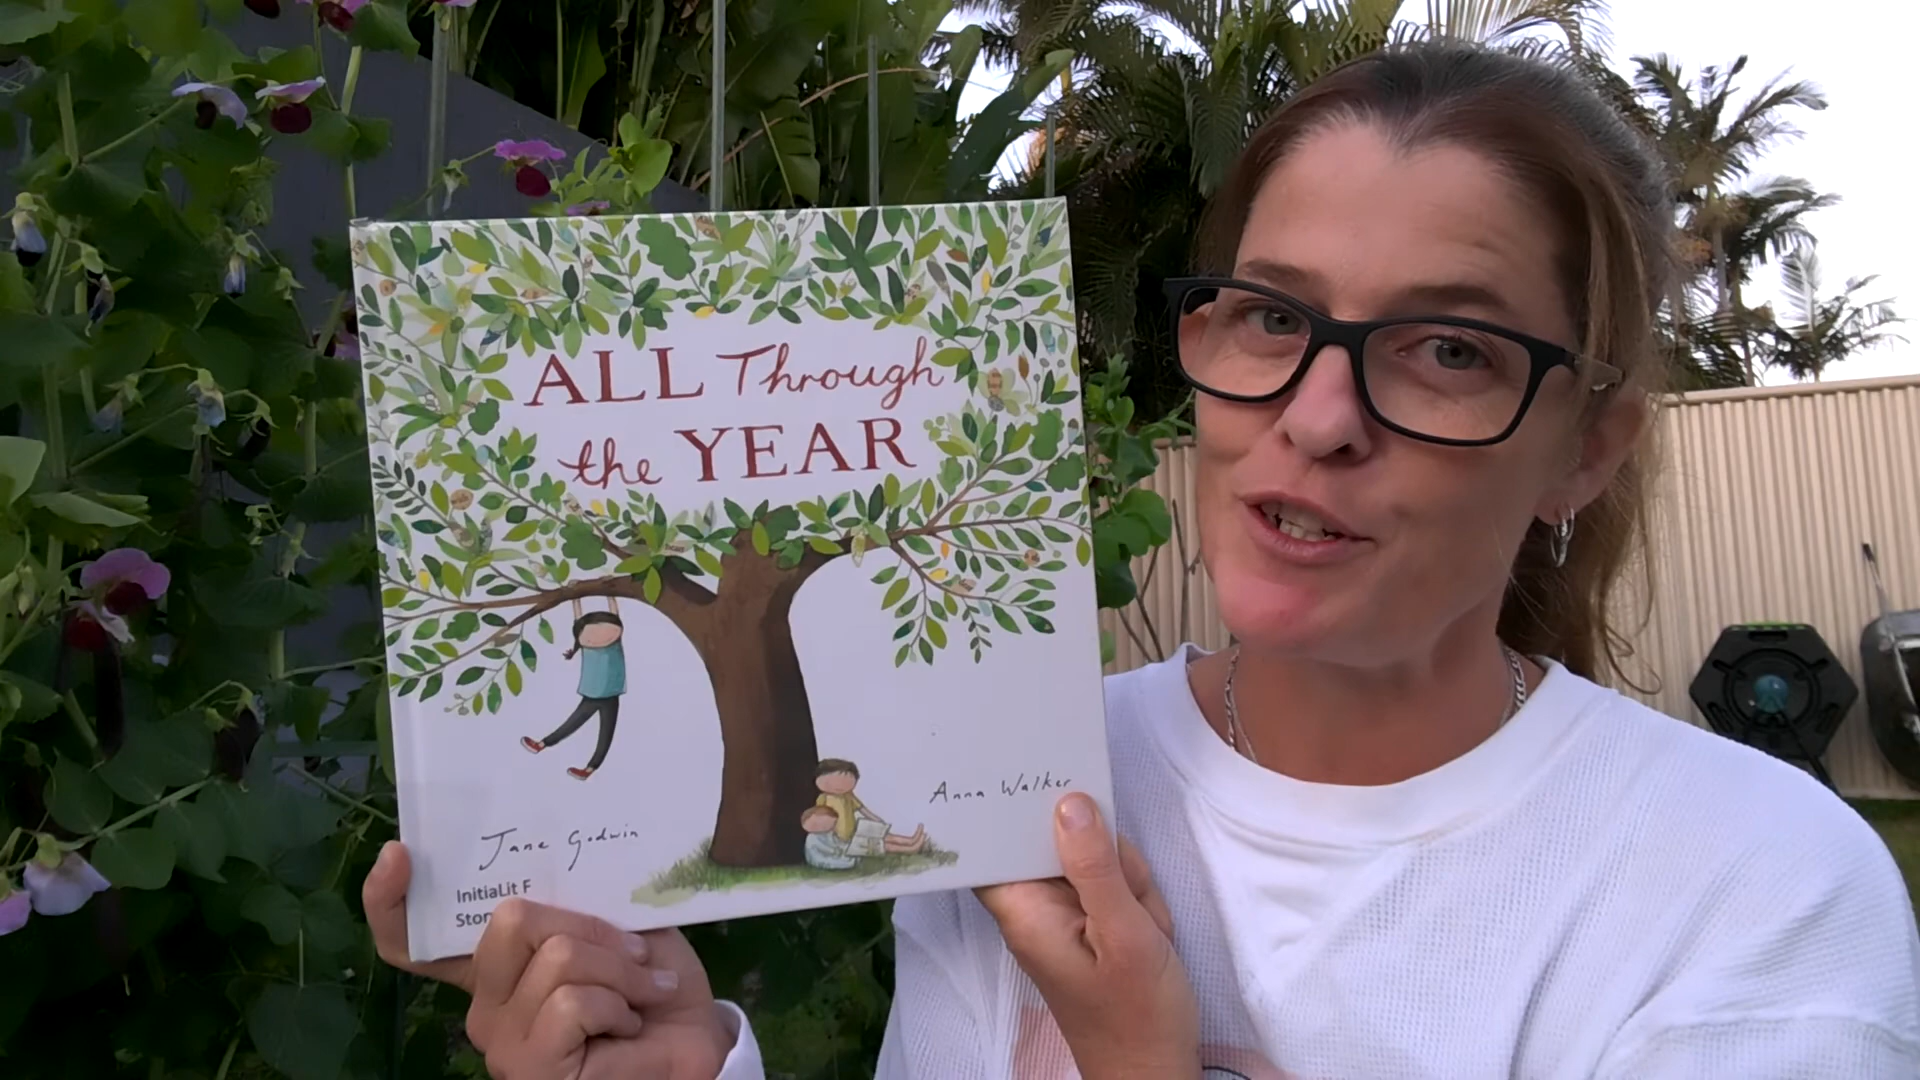 ALL Through
the YEAR
Anna Walker
Jane Godwin
InitiaLit F